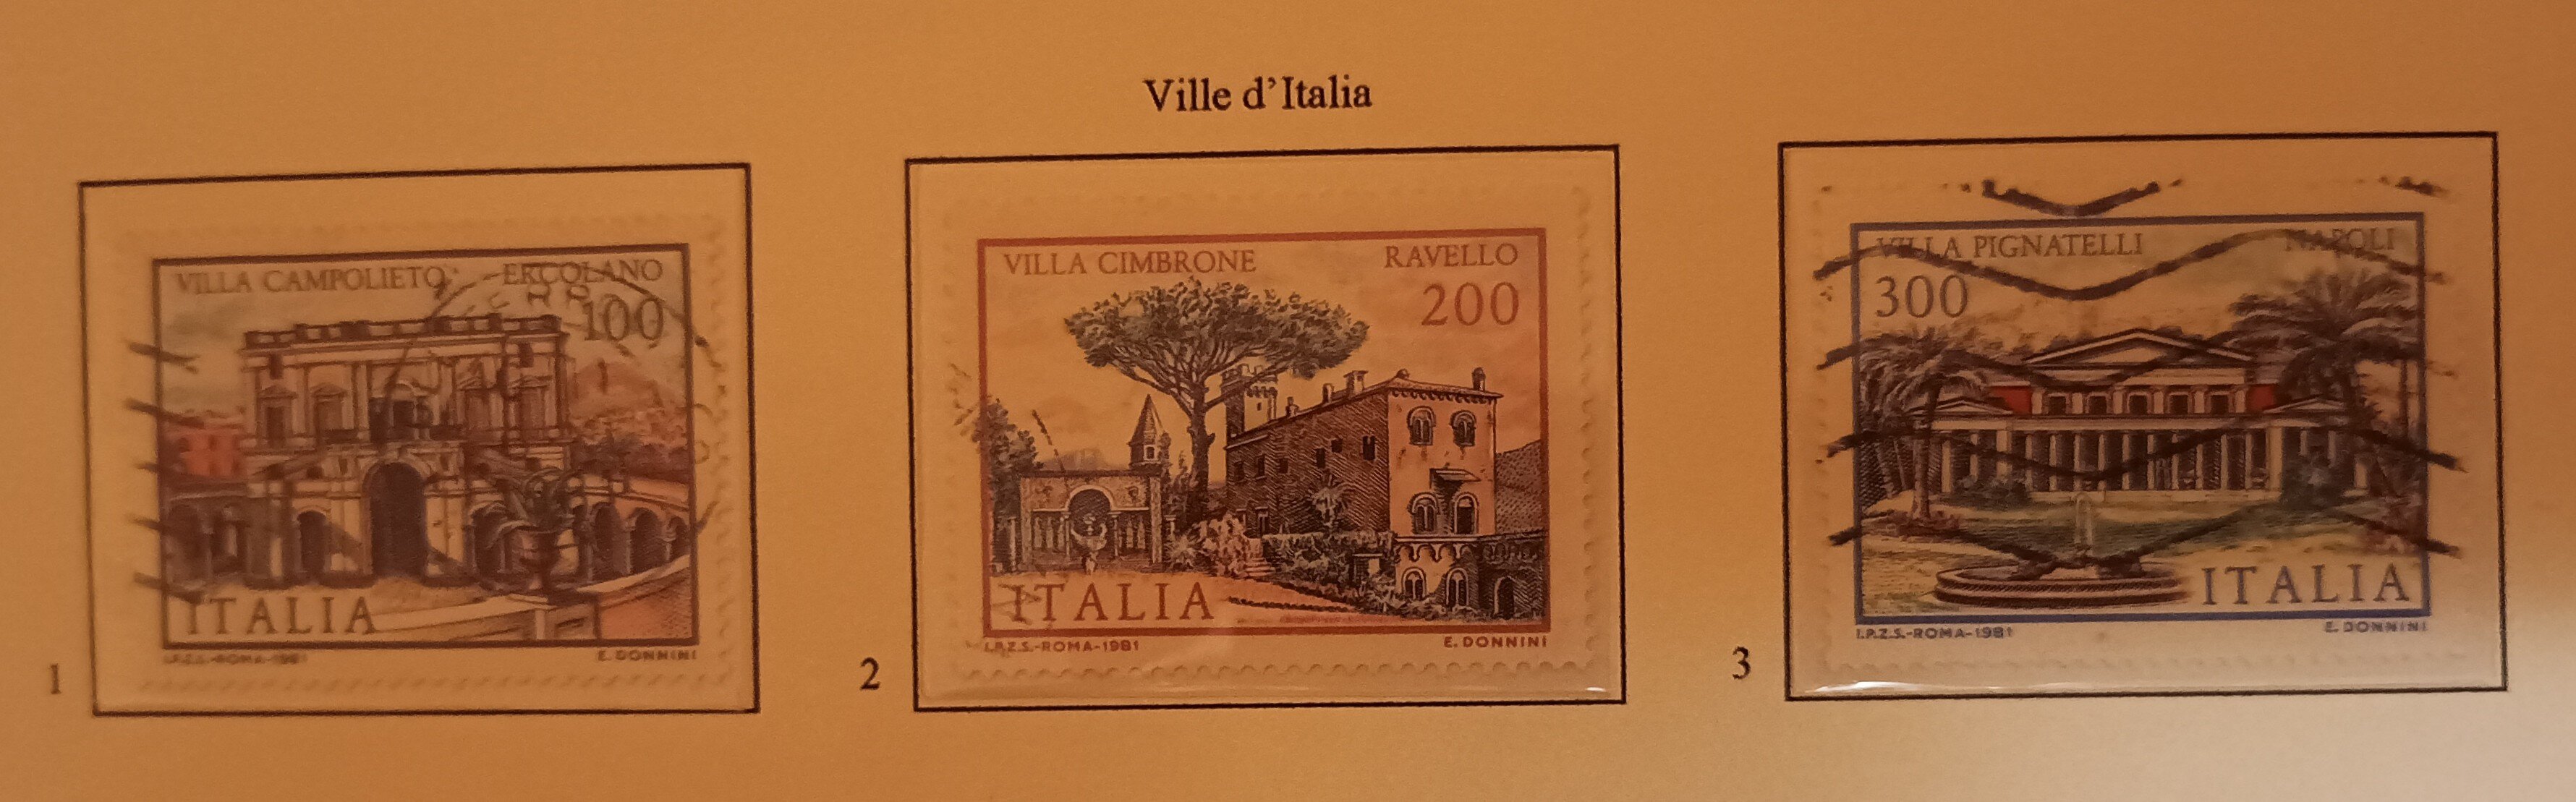 Ville d'Italia
VILLA CAMPOLIETO ERCOLANO
100
ITALIA
I.P.Z.S.-ROMA-1981 E. DONNINI
1
VILLA CIMBRONE RAVELLO
200
ITALIA
I.P.Z.S.-ROMA-1981 E. DONNINI
2
VILLA PIGNATELLI NAPOLI
300
ITALIA
I.P.Z.S.-ROMA-1981 E. DONNINI
3